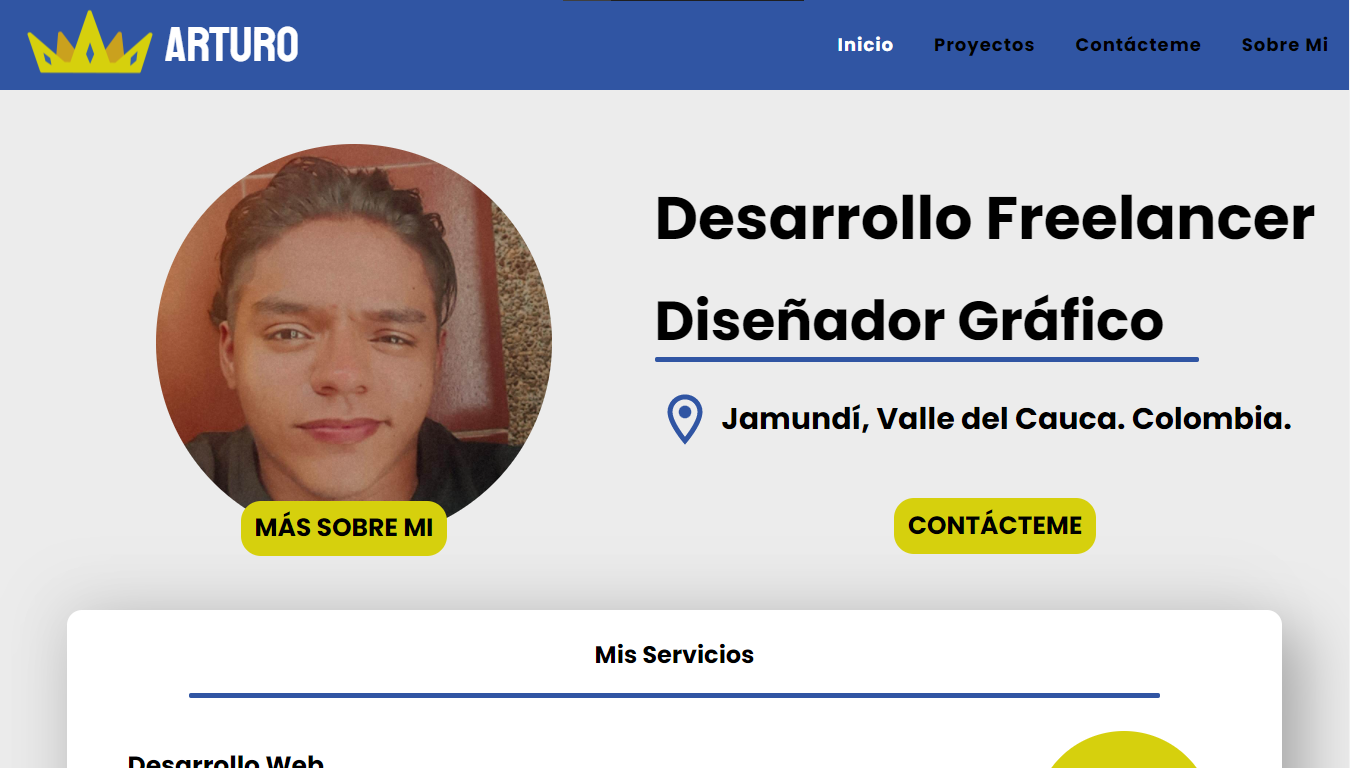 ARTURO
Inicio
Proyectos
Contácteme
Sobre Mi
Desarrollo Freelancer
Diseñador Gráfico
Jamundí, Valle del Cauca. Colombia.
MÁS SOBRE MI
CONTÁCTEME
Mis Servicios
Desarrollo Web